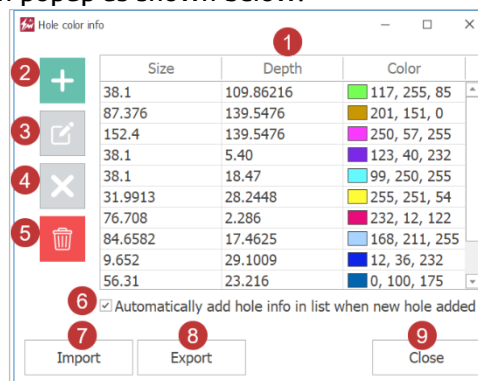 Hole color info
1
2
3
4
5
Size Depth Color
38.1 109.86216 117, 255, 85
87.376 139.5476 201, 151, 0
152.4 139.5476 250, 57, 255
38.1 5.40 123, 40, 232
38.1 18.47 99, 250, 255
31.9913 28.2448 255, 251, 54
76.708 2.286 232, 12, 122
84.6582 17.4625 168, 211, 255
9.652 29.1009 12, 36, 232
56.31 23.216 0, 100, 175
6 Automatically add hole info in list when new hole added
7 8 9
Import Export Close